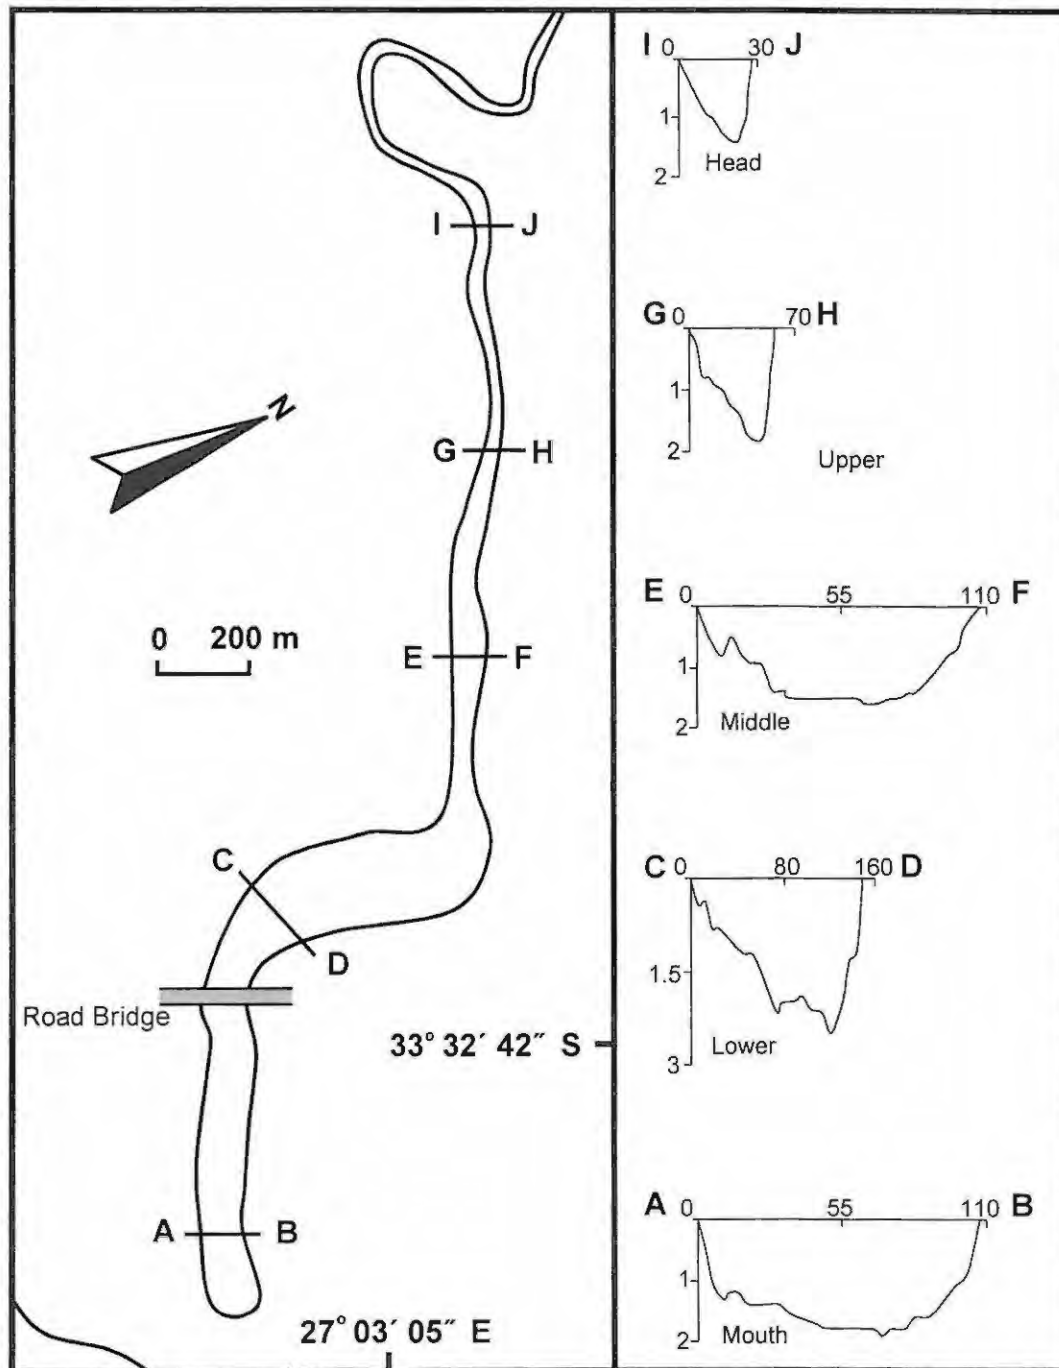 N
0 200 m
I J
G H
E F
C
D
Road Bridge
33° 32´ 42˝ S
A B
27° 03´ 05˝ E
I 0 30 J
1
2
Head
G 0 70 H
1
2
Upper
E 0 55 110 F
1
2
Middle
C 0 80 160 D
1.5
3
Lower
A 0 55 110 B
1
2
Mouth